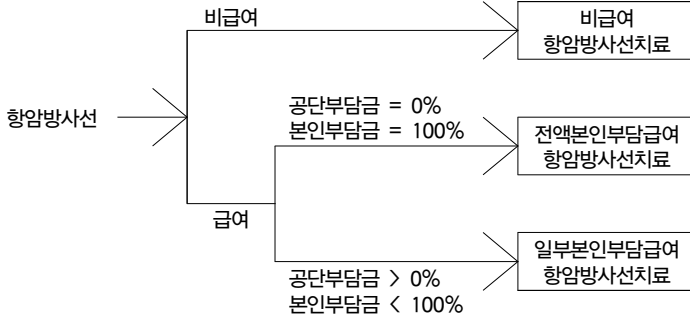 비급여
비급여
항암방사선치료
항암방사선
공단부담금 = 0%
본인부담금 = 100%
전액본인부담급여
항암방사선치료
급여
일부본인부담급여
항암방사선치료
공단부담금 > 0%
본인부담금 < 100%